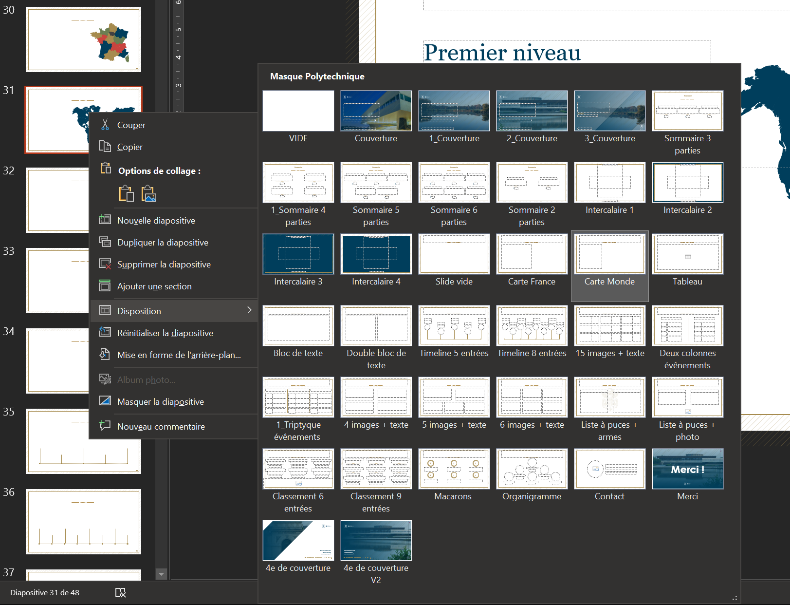 30
31
32
33
34
35
36
37
Premier niveau
Couper
Copier
Options de collage :
Nouvelle diapositive
Dupliquer la diapositive
Supprimer la diapositive
Ajouter une section
Disposition
Réinitialiser la diapositive
Mise en forme de l'arrière-plan...
Album photo...
Masquer la diapositive
Nouveau commentaire
Masque Polytechnique
VIDE
Couverture
1_Couverture
2_Couverture
3_Couverture
Sommaire 3
parties
1_Sommaire 4
parties
Sommaire 5
parties
Sommaire 6
parties
Sommaire 2
parties
Intercalaire 1
Intercalaire 2
Intercalaire 3
Intercalaire 4
Slide vide
Carte France
Carte Monde
Tableau
Bloc de texte
Double bloc de
texte
Timeline 5 entrées
Timeline 8 entrées
15 images + texte
Deux colonnes
événements
1_Triptyque
événements
4 images + texte
5 images + texte
6 images + texte
Liste à puces +
armes
Liste à puces +
photo
Classement 6
entrées
Classement 9
entrées
Macarons
Organigramme
Contact
Merci !
Merci
4e de couverture
4e de couverture
V2
Diapositive 31 de 48